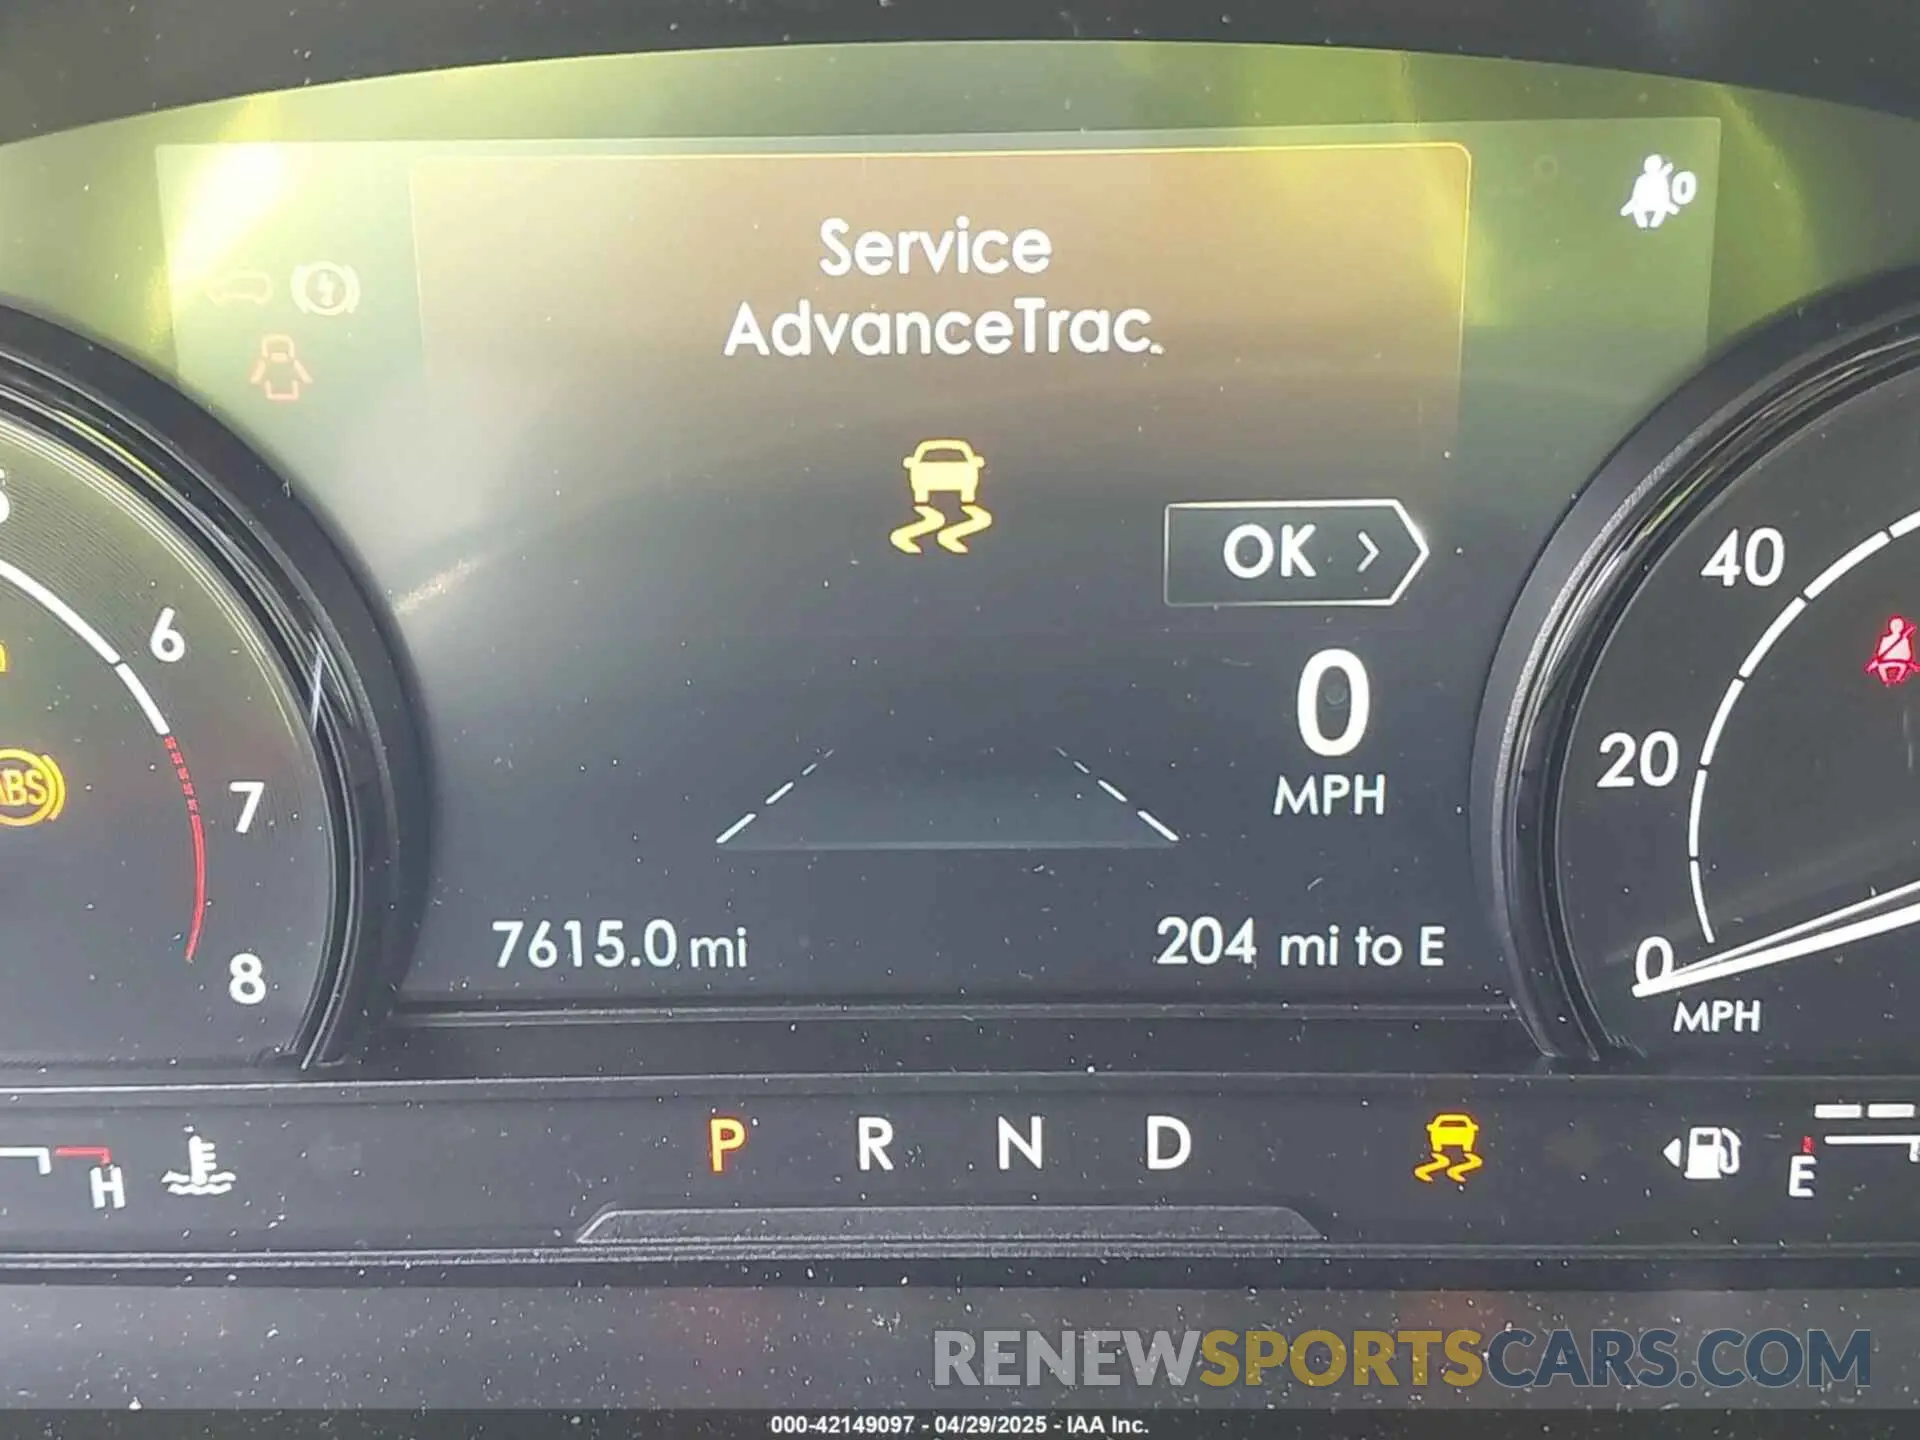 Service
AdvanceTrac
OK
0
MPH
7615.0 mi
204 mi to E
6
7
8
ABS
40
20
0
MPH
H
P R N D
E
0
RENEWSPORTSCARS.COM
000-42149097 - 04/29/2025 - IAA Inc.